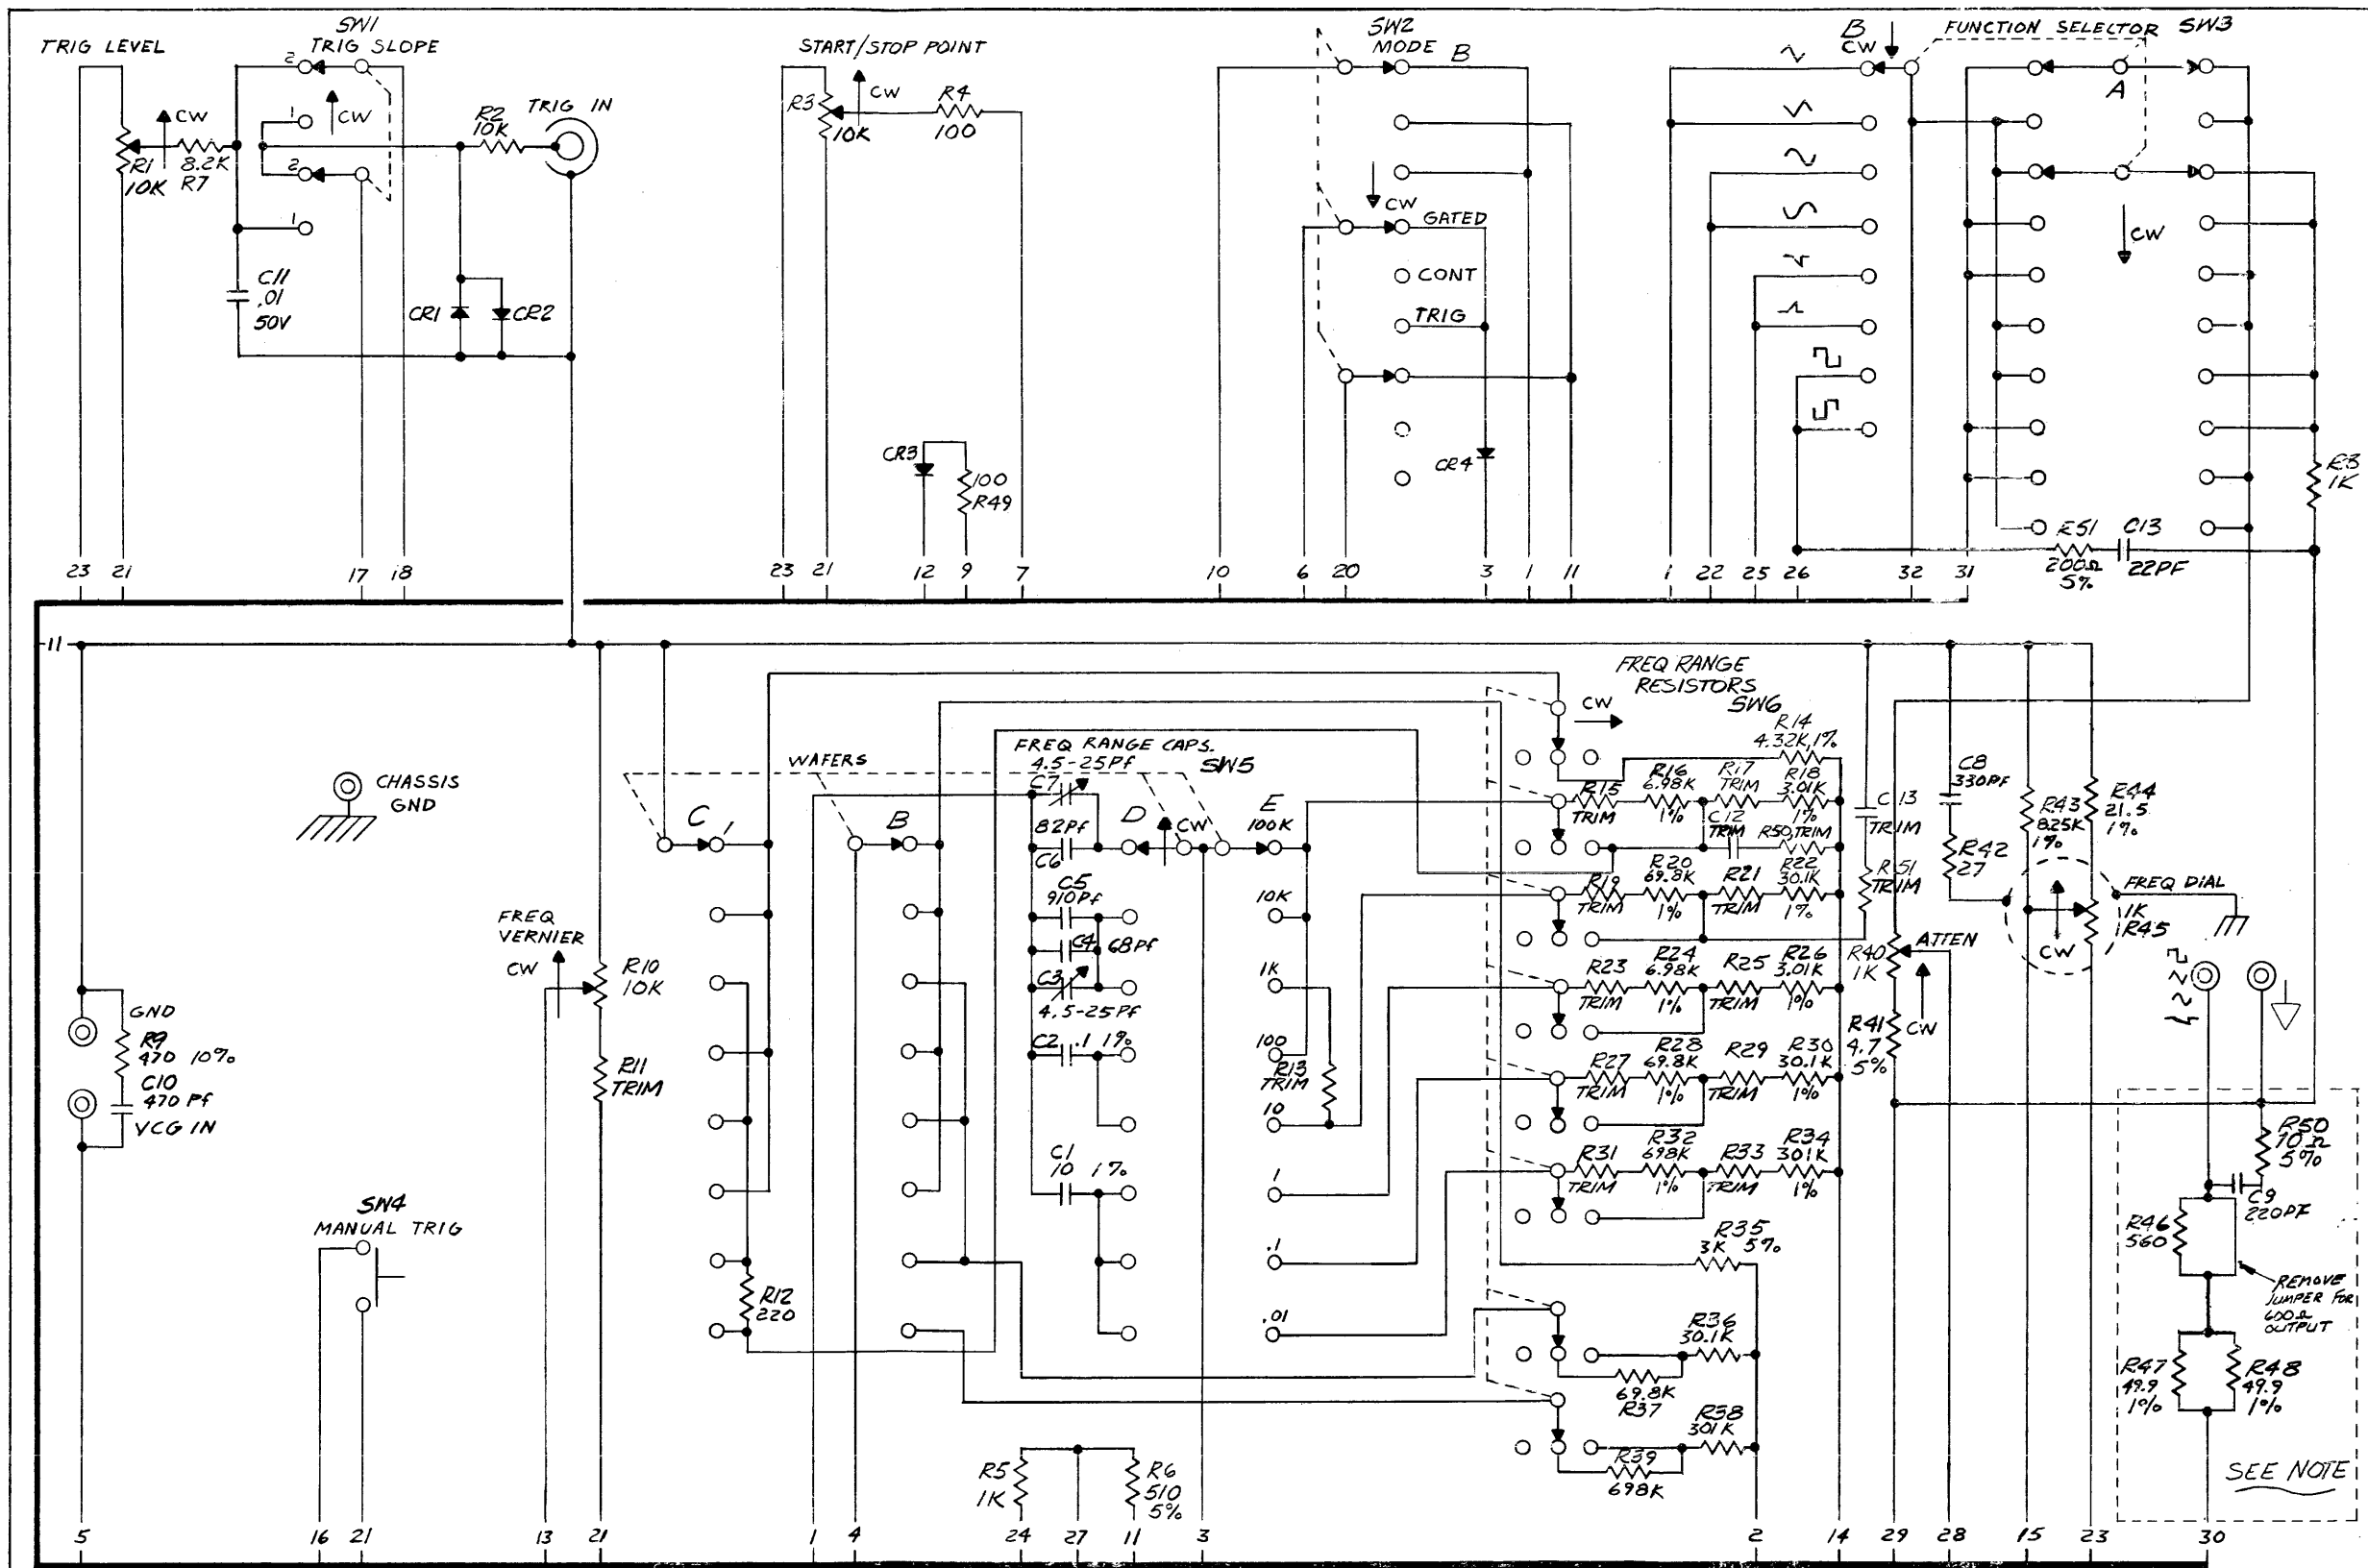 TRIG LEVEL
SW1
TRIG SLOPE
2
1
2
1
CW
CW
R1
10K
8.2K
R7
R2
10K
TRIG IN
C11
.01
50V
CR1
CR2
START/STOP POINT
R3
10K
CW
R4
100
CR3
100
R49
SW2
MODE
B
CW
GATED
CONT
TRIG
CR4
B
CW
FUNCTION SELECTOR SW3
A
CW
R3
1K
R51
200Ω
5%
C13
22PF
23
21
17
18
23
21
12
9
7
10
6
20
3
1
11
1
22
25
26
32
31
11
CHASSIS
GND
GND
R9
470 10%
C10
470 Pf
VCG IN
SW4
MANUAL TRIG
FREQ
VERNIER
CW
R10
10K
R11
TRIM
WAFERS
C
1
B
FREQ RANGE CAPS.
4.5-25Pf
SW5
C7
82Pf
C6
D
CW
E
C5
910Pf
C4
68Pf
C3
4.5-25Pf
C2 .1 1%
C1
10 1%
100K
10K
1K
100
10
1
.1
.01
R13
TRIM
R12
220
R5
1K
R6
510
5%
FREQ RANGE
RESISTORS
SW6
CW
R14
4.32K, 1%
R15
TRIM
R16
6.98K
1%
R17
TRIM
R18
3.01K
1%
C12
TRIM
R50, TRIM
R19
TRIM
R20
69.8K
1%
R21
TRIM
R22
30.1K
1%
R23
TRIM
R24
6.98K
1%
R25
TRIM
R26
3.01K
1%
R27
TRIM
R28
69.8K
1%
R29
TRIM
R30
30.1K
1%
R31
TRIM
R32
698K
1%
R33
TRIM
R34
301K
1%
R35
3K 5%
R36
30.1K
69.8K
R37
R38
301K
R39
698K
C13
TRIM
R51
TRIM
C8
330PF
R42
27
R43
8.25K
1%
R44
21.5
1%
FREQ DIAL
1K
R45
CW
R40
1K
ATTEN
CW
R41
4.7
5%
R50
10Ω
5%
C9
220PF
R46
560
REMOVE
JUMPER FOR
600Ω
OUTPUT
R47
49.9
1%
R48
49.9
1%
SEE NOTE
5
16
21
13
21
1
4
24
27
11
3
2
14
29
28
15
23
30